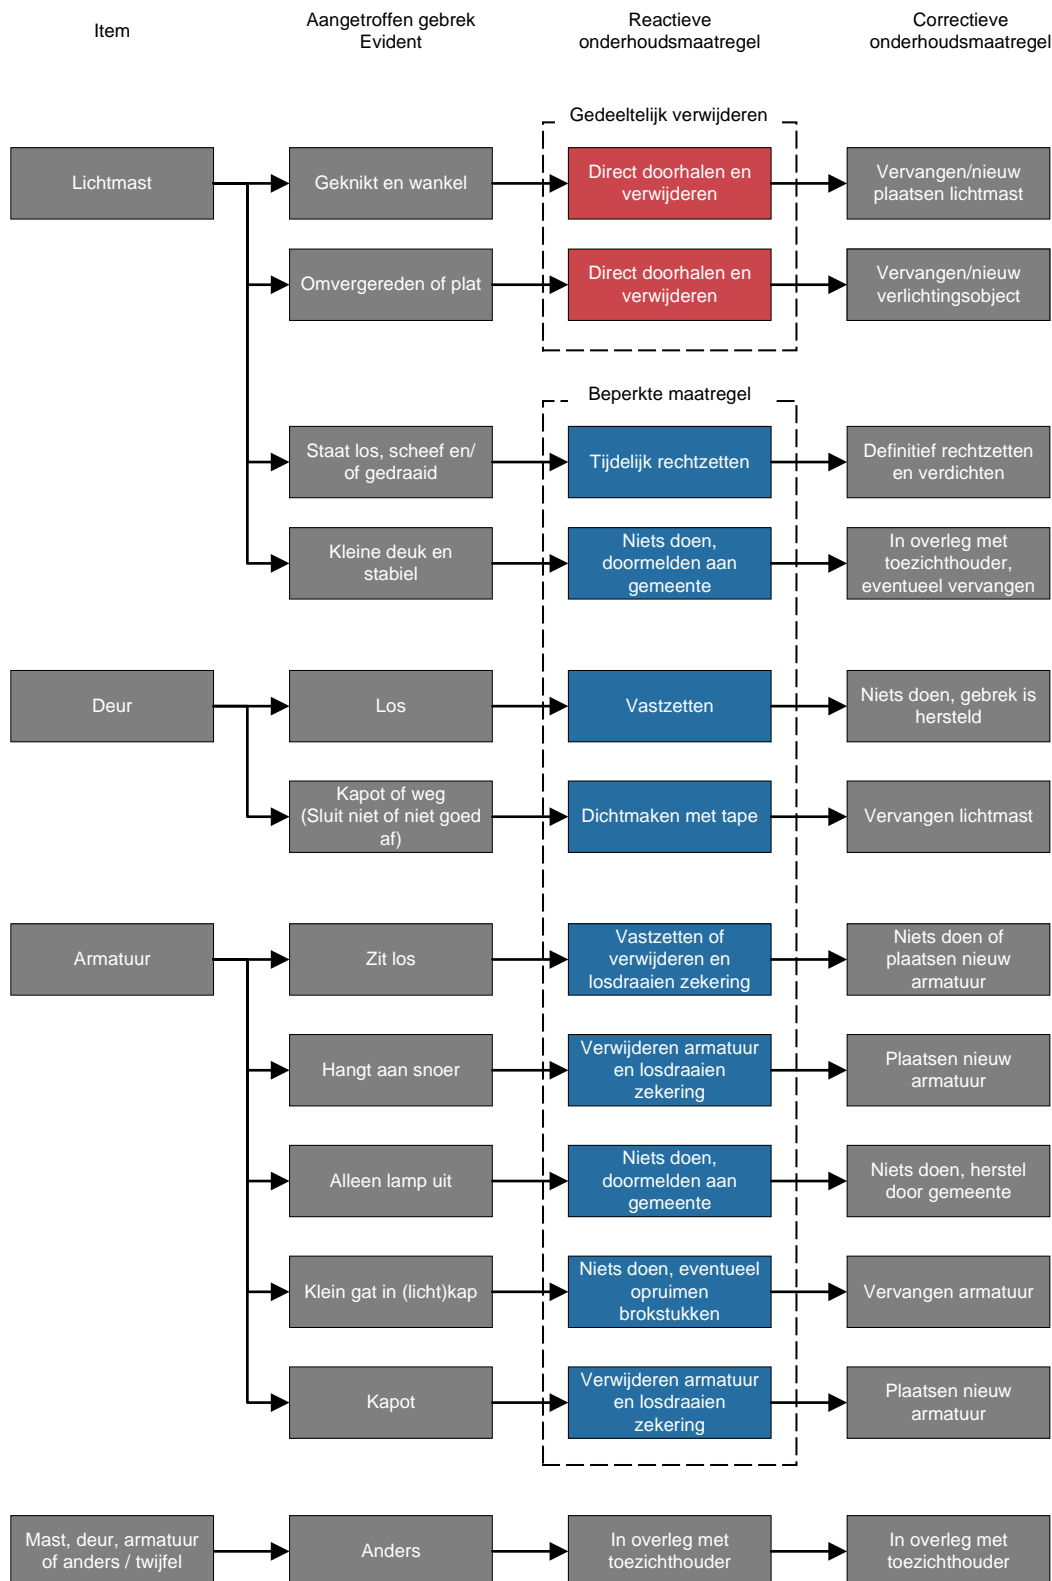 Item
Aangetroffen gebrek
Evident
Reactieve
onderhoudsmaatregel
Correctieve
onderhoudsmaatregel
Gedeeltelijk verwijderen
Lichtmast
Geknikt en wankel
Direct doorhalen en
verwijderen
Vervangen/nieuw
plaatsen lichtmast
Omvergereden of plat
Direct doorhalen en
verwijderen
Vervangen/nieuw
verlichtingsobject
Beperkte maatregel
Staat los, scheef en/
of gedraaid
Tijdelijk rechtzetten
Definitief rechtzetten
en verdichten
Kleine deuk en
stabiel
Niets doen,
doormelden aan
gemeente
In overleg met
toezichthouder,
eventueel vervangen
Deur
Los
Vastzetten
Niets doen, gebrek is
hersteld
Kapot of weg
(Sluit niet of niet goed
af)
Dichtmaken met tape
Vervangen lichtmast
Armatuur
Zit los
Vastzetten of
verwijderen en
losdraaien zekering
Niets doen of
plaatsen nieuw
armatuur
Hangt aan snoer
Verwijderen armatuur
en losdraaien
zekering
Plaatsen nieuw
armatuur
Alleen lamp uit
Niets doen,
doormelden aan
gemeente
Niets doen, herstel
door gemeente
Klein gat in (licht)kap
Niets doen, eventueel
opruimen
brokstukken
Vervangen armatuur
Kapot
Verwijderen armatuur
en losdraaien
zekering
Plaatsen nieuw
armatuur
Mast, deur, armatuur
of anders / twijfel
Anders
In overleg met
toezichthouder
In overleg met
toezichthouder